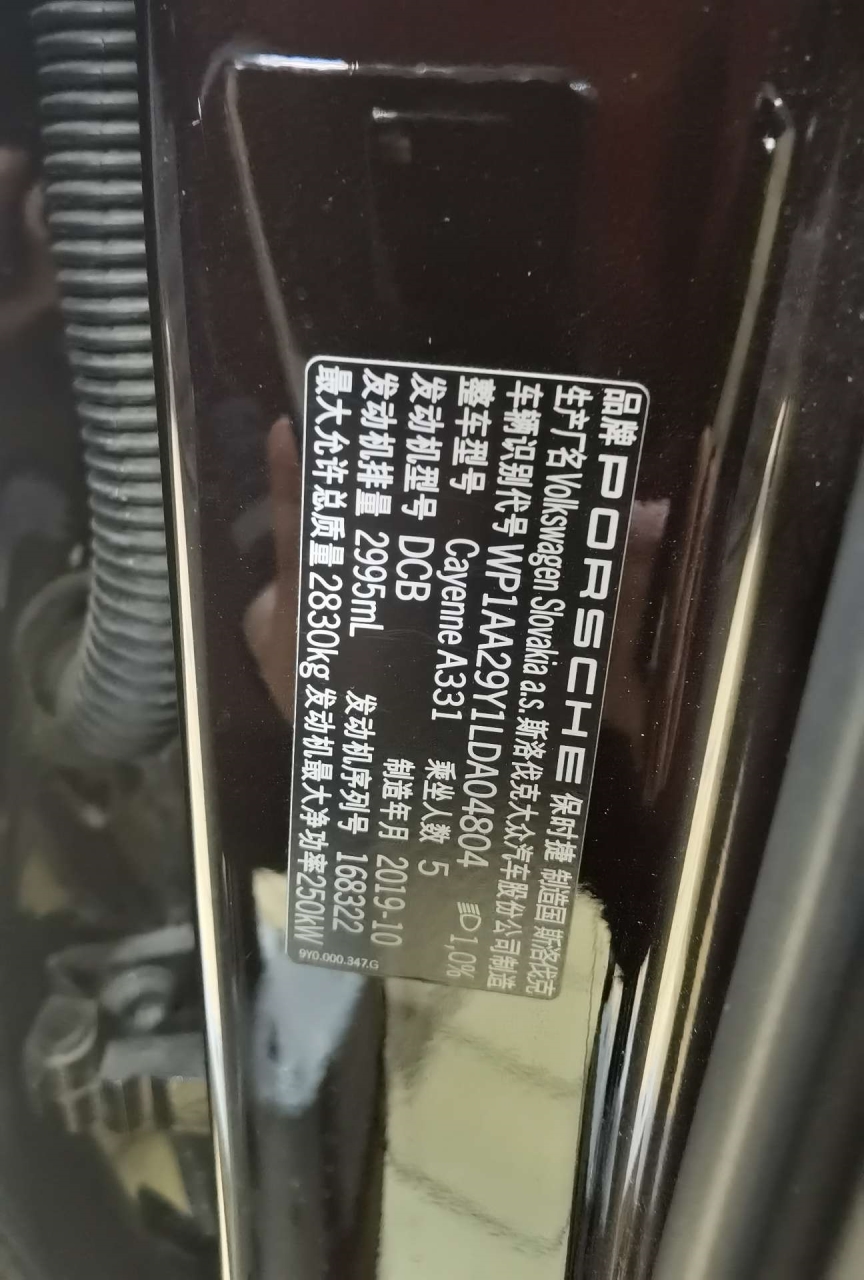 品牌 PORSCHE 保时捷 制造国 斯洛伐克
生产厂名 Volkswagen Slovakia a.s.斯洛伐克大众汽车股份公司制造
车辆识别代号 WP1AA29Y1LDA04804 1,0%
整车型号 Cayenne A331 乘坐人数 5
发动机型号 DCB 制造年月 2019-10
发动机排量 2995mL 发动机序列号 168322
最大允许总质量 2830kg 发动机最大净功率250kW
9Y0.000.347.G